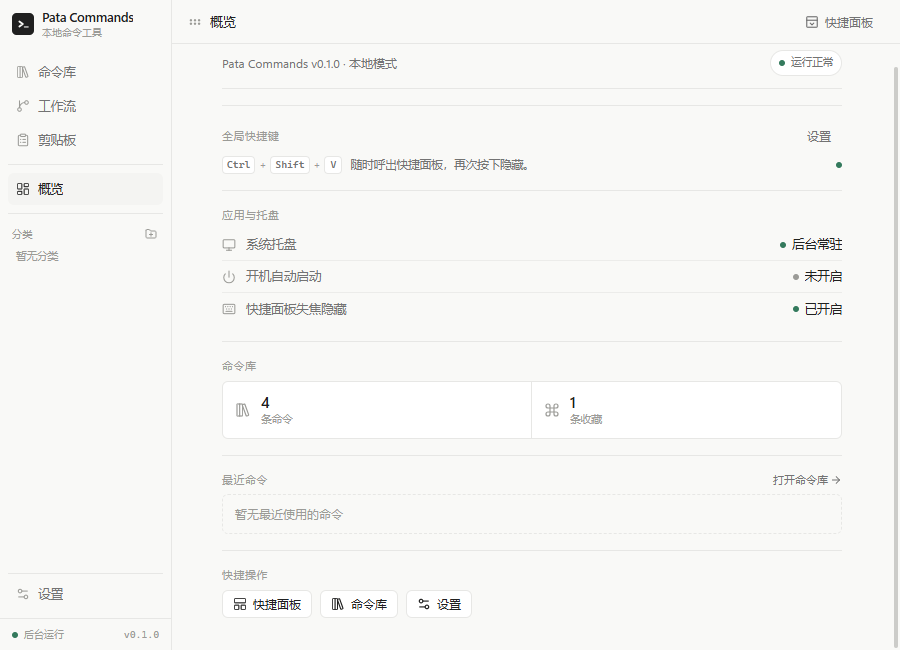 Pata Commands
本地命令工具
命令库
工作流
剪贴板
概览
分类
暂无分类
设置
后台运行 v0.1.0
概览
快捷面板
Pata Commands v0.1.0 · 本地模式
运行正常
全局快捷键
设置
Ctrl + Shift + V 随时呼出快捷面板，再次按下隐藏。
应用与托盘
系统托盘
后台常驻
开机自动启动
未开启
快捷面板失焦隐藏
已开启
命令库
4
条命令
1
条收藏
最近命令
打开命令库 →
暂无最近使用的命令
快捷操作
快捷面板
命令库
设置